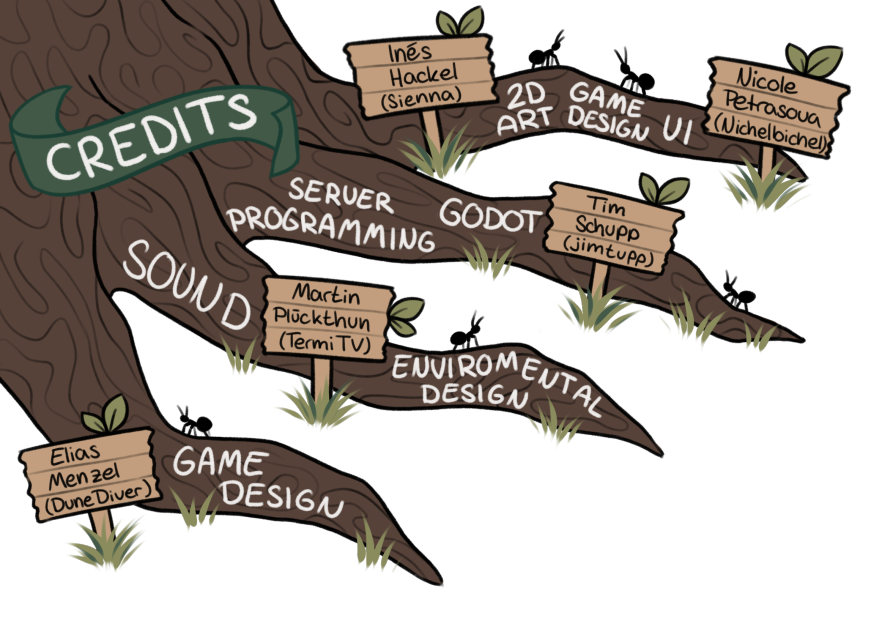 CREDITS
Inés
Hackel
(Sienna)
2D
ART
GAME
DESIGN
UI
Nicole
Petrasova
(Nichelbichel)
SERVER
PROGRAMMING
GODOT
Tim
Schupp
(jimtupp)
SOUND
Martin
Plückthun
(TermiTV)
ENVIROMENTAL
DESIGN
Elias
Menzel
(DuneDiver)
GAME
DESIGN